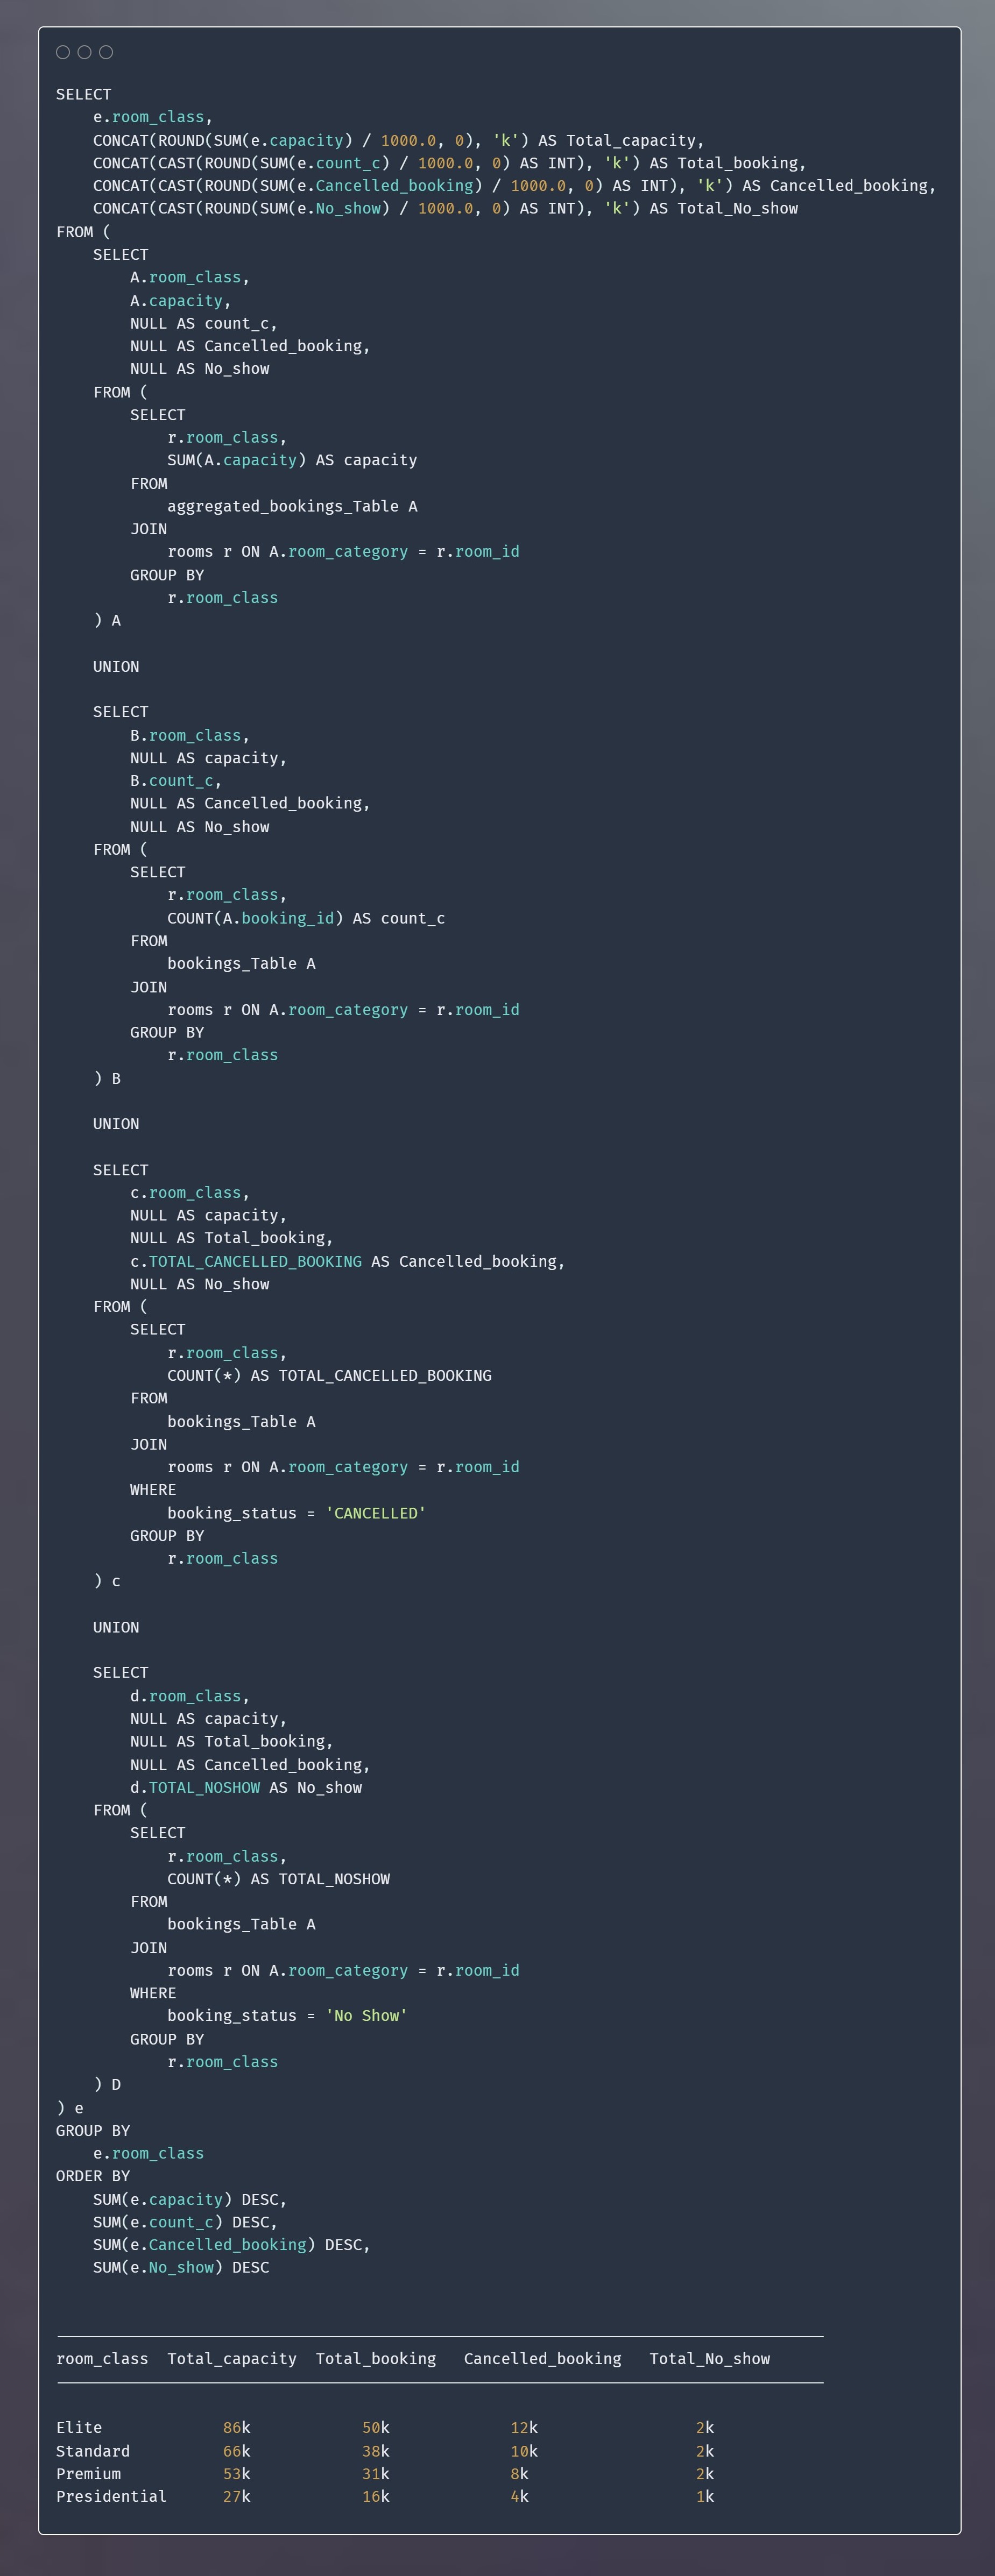 SELECT
    e.room_class,
    CONCAT(ROUND(SUM(e.capacity) / 1000.0, 0), 'k') AS Total_capacity,
    CONCAT(CAST(ROUND(SUM(e.count_c) / 1000.0, 0) AS INT), 'k') AS Total_booking,
    CONCAT(CAST(ROUND(SUM(e.Cancelled_booking) / 1000.0, 0) AS INT), 'k') AS Cancelled_booking,
    CONCAT(CAST(ROUND(SUM(e.No_show) / 1000.0, 0) AS INT), 'k') AS Total_No_show
FROM (
    SELECT
        A.room_class,
        A.capacity,
        NULL AS count_c,
        NULL AS Cancelled_booking,
        NULL AS No_show
    FROM (
        SELECT
            r.room_class,
            SUM(A.capacity) AS capacity
        FROM
            aggregated_bookings_Table A
        JOIN
            rooms r ON A.room_category = r.room_id
        GROUP BY
            r.room_class
    ) A

    UNION

    SELECT
        B.room_class,
        NULL AS capacity,
        B.count_c,
        NULL AS Cancelled_booking,
        NULL AS No_show
    FROM (
        SELECT
            r.room_class,
            COUNT(A.booking_id) AS count_c
        FROM
            bookings_Table A
        JOIN
            rooms r ON A.room_category = r.room_id
        GROUP BY
            r.room_class
    ) B

    UNION

    SELECT
        c.room_class,
        NULL AS capacity,
        NULL AS Total_booking,
        c.TOTAL_CANCELLED_BOOKING AS Cancelled_booking,
        NULL AS No_show
    FROM (
        SELECT
            r.room_class,
            COUNT(*) AS TOTAL_CANCELLED_BOOKING
        FROM
            bookings_Table A
        JOIN
            rooms r ON A.room_category = r.room_id
        WHERE
            booking_status = 'CANCELLED'
        GROUP BY
            r.room_class
    ) c

    UNION

    SELECT
        d.room_class,
        NULL AS capacity,
        NULL AS Total_booking,
        NULL AS Cancelled_booking,
        d.TOTAL_NOSHOW AS No_show
    FROM (
        SELECT
            r.room_class,
            COUNT(*) AS TOTAL_NOSHOW
        FROM
            bookings_Table A
        JOIN
            rooms r ON A.room_category = r.room_id
        WHERE
            booking_status = 'No Show'
        GROUP BY
            r.room_class
    ) D
) e
GROUP BY
    e.room_class
ORDER BY
    SUM(e.capacity) DESC,
    SUM(e.count_c) DESC,
    SUM(e.Cancelled_booking) DESC,
    SUM(e.No_show) DESC

room_class  Total_capacity  Total_booking   Cancelled_booking   Total_No_show

Elite             86k            50k             12k                 2k
Standard          66k            38k             10k                 2k
Premium           53k            31k             8k                  2k
Presidential      27k            16k             4k                  1k